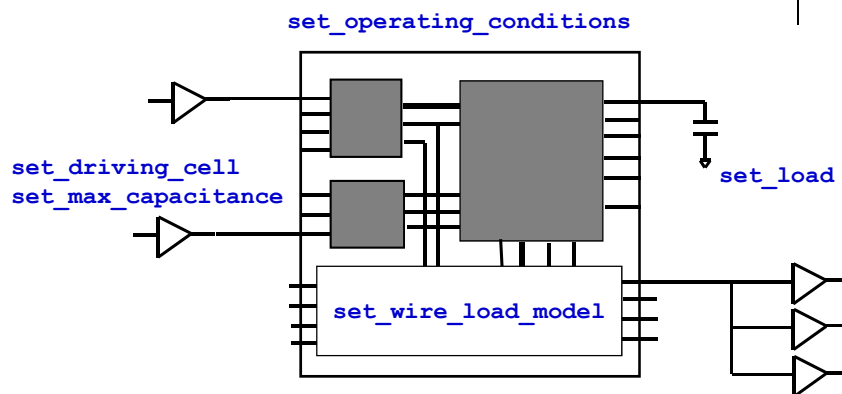 set_operating_conditions
set_driving_cell
set_max_capacitance
set_load
set_wire_load_model